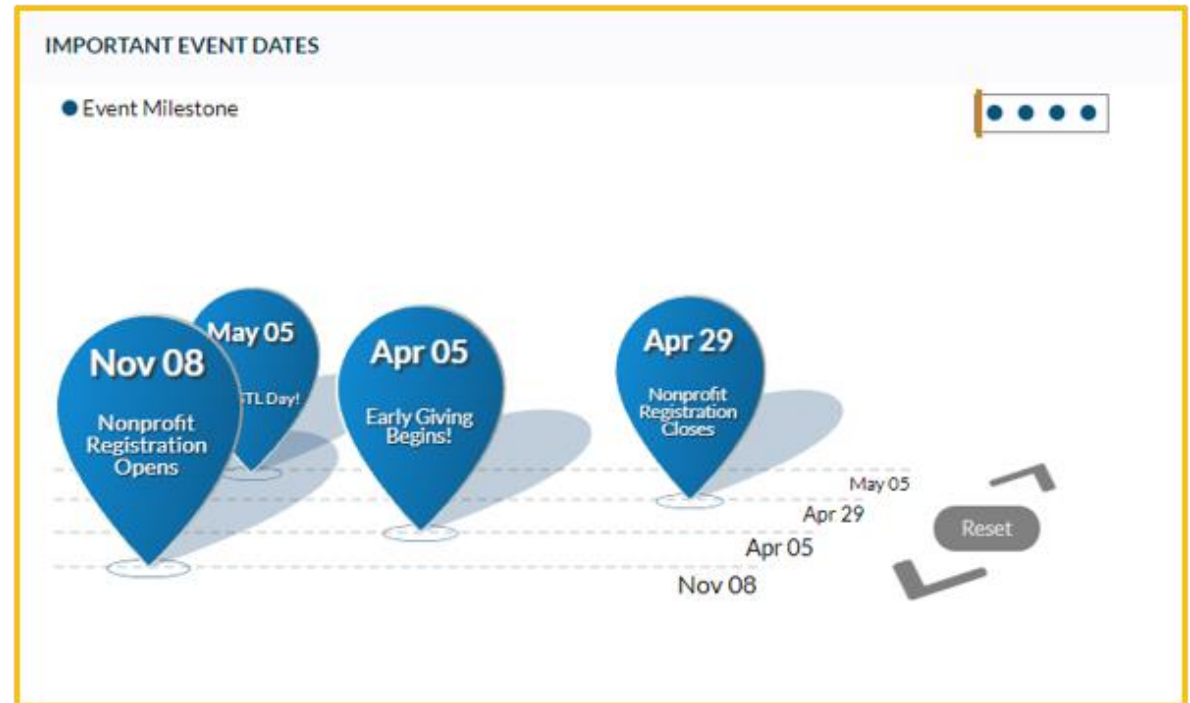 IMPORTANT EVENT DATES
Event Milestone
May 05
Day!
Nov 08
Nonprofit
Registration
Opens
Apr 05
Early Giving
Begins!
Apr 29
Nonprofit
Registration
Closes
May 05
Apr 29
Apr 05
Nov 08
Reset